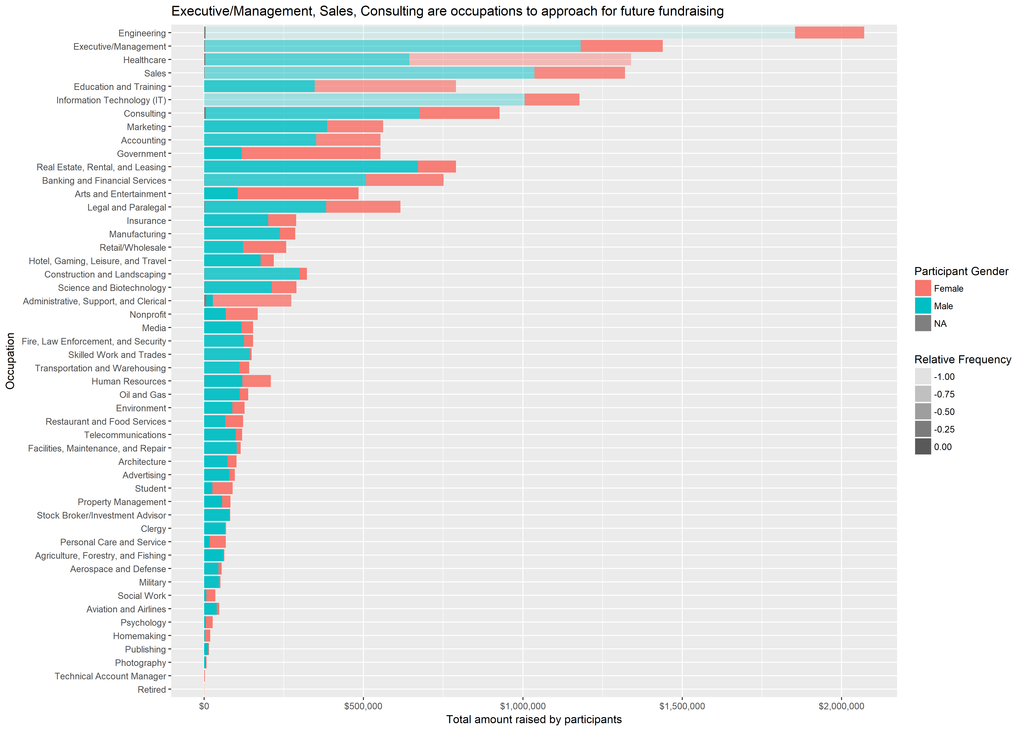 Executive/Management, Sales, Consulting are occupations to approach for future fundraising
Occupation
Engineering
Executive/Management
Healthcare
Sales
Education and Training
Information Technology (IT)
Consulting
Marketing
Accounting
Government
Real Estate, Rental, and Leasing
Banking and Financial Services
Arts and Entertainment
Legal and Paralegal
Insurance
Manufacturing
Retail/Wholesale
Hotel, Gaming, Leisure, and Travel
Construction and Landscaping
Science and Biotechnology
Administrative, Support, and Clerical
Nonprofit
Media
Fire, Law Enforcement, and Security
Skilled Work and Trades
Transportation and Warehousing
Human Resources
Oil and Gas
Environment
Restaurant and Food Services
Telecommunications
Facilities, Maintenance, and Repair
Architecture
Advertising
Student
Property Management
Stock Broker/Investment Advisor
Clergy
Personal Care and Service
Agriculture, Forestry, and Fishing
Aerospace and Defense
Military
Social Work
Aviation and Airlines
Psychology
Homemaking
Publishing
Photography
Technical Account Manager
Retired
$0
$500,000
$1,000,000
$1,500,000
$2,000,000
Total amount raised by participants
Participant Gender
Female
Male
NA
Relative Frequency
-1.00
-0.75
-0.50
-0.25
0.00